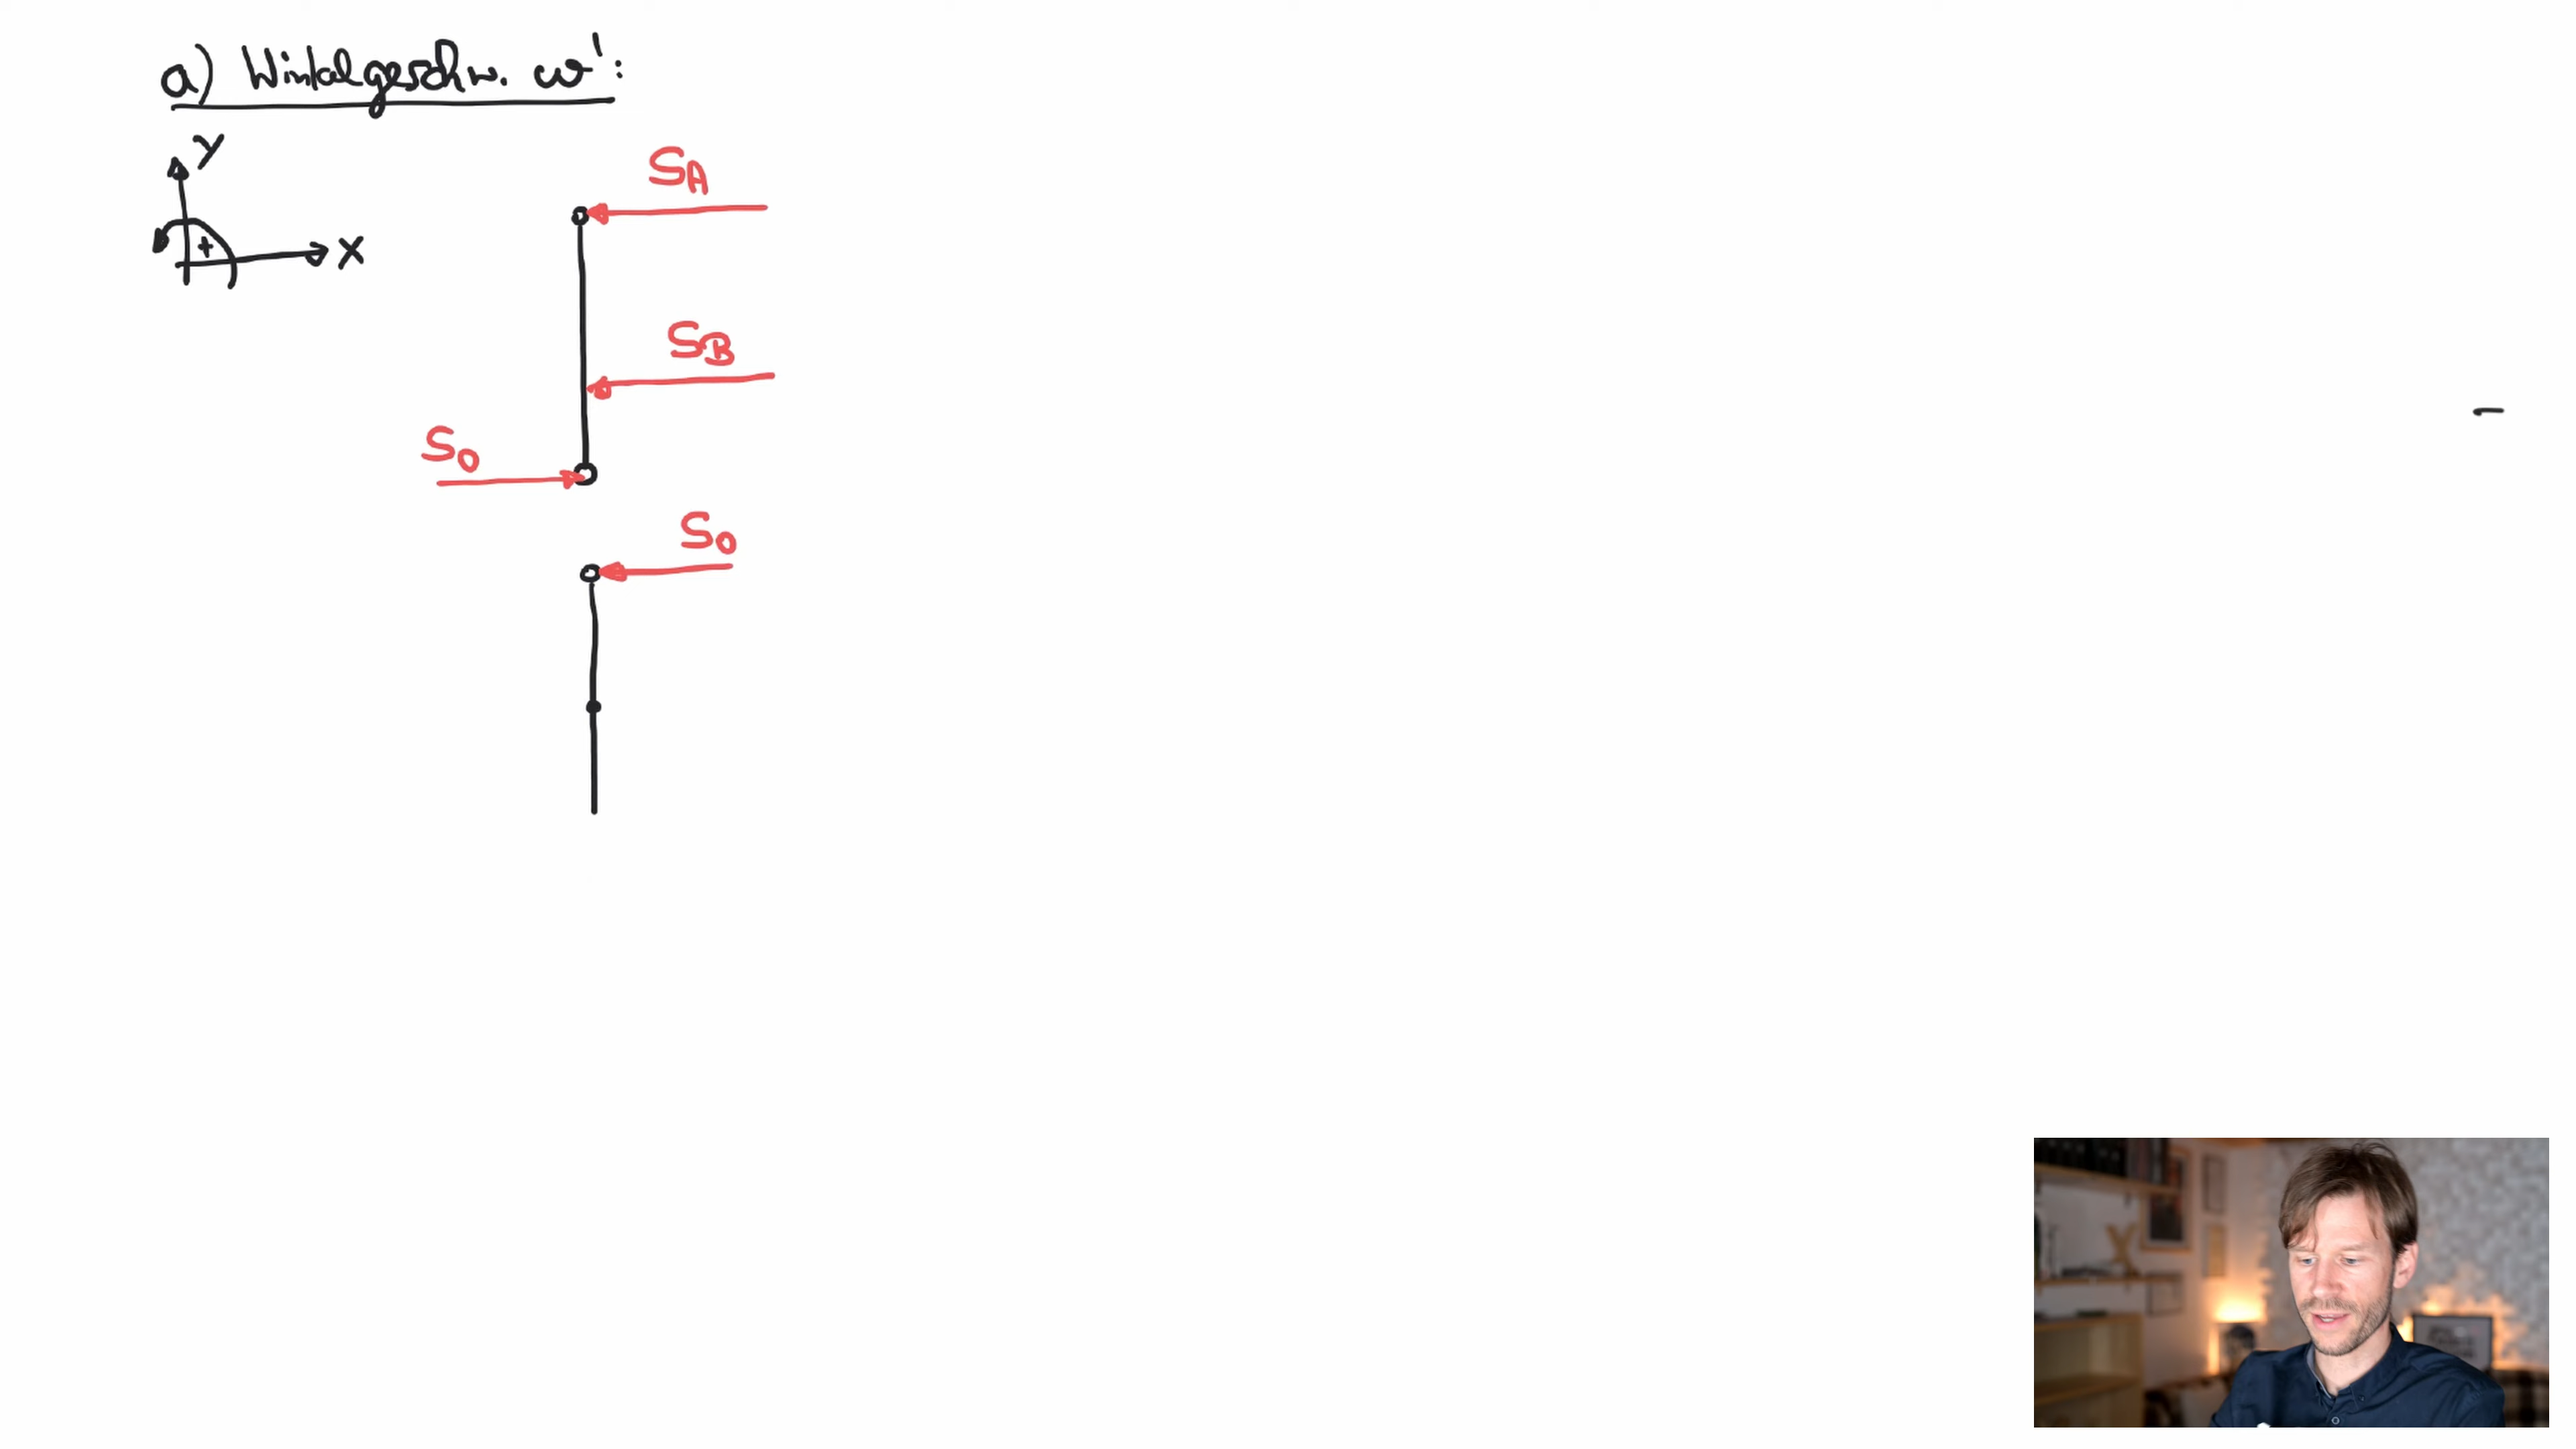 a) Winkelgeschw. ω':
y
+
x
S_A
S_B
S_0
S_0